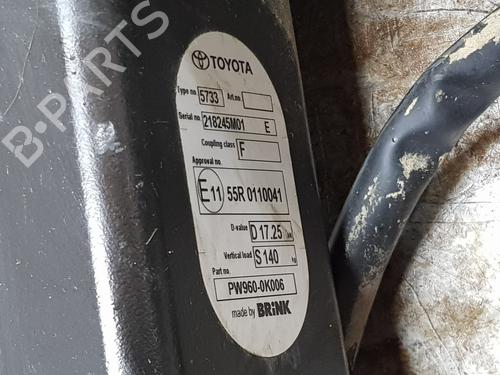 B-PARTS
TOYOTA
Type no 5733 Art.no
Serial no 218245M01 E
Coupling class F
Approval no
E11 55R 0110041
D-value D 17.25 kN
Vertical load S 140 kg
Part no. PW960-0K006
made by BRINK